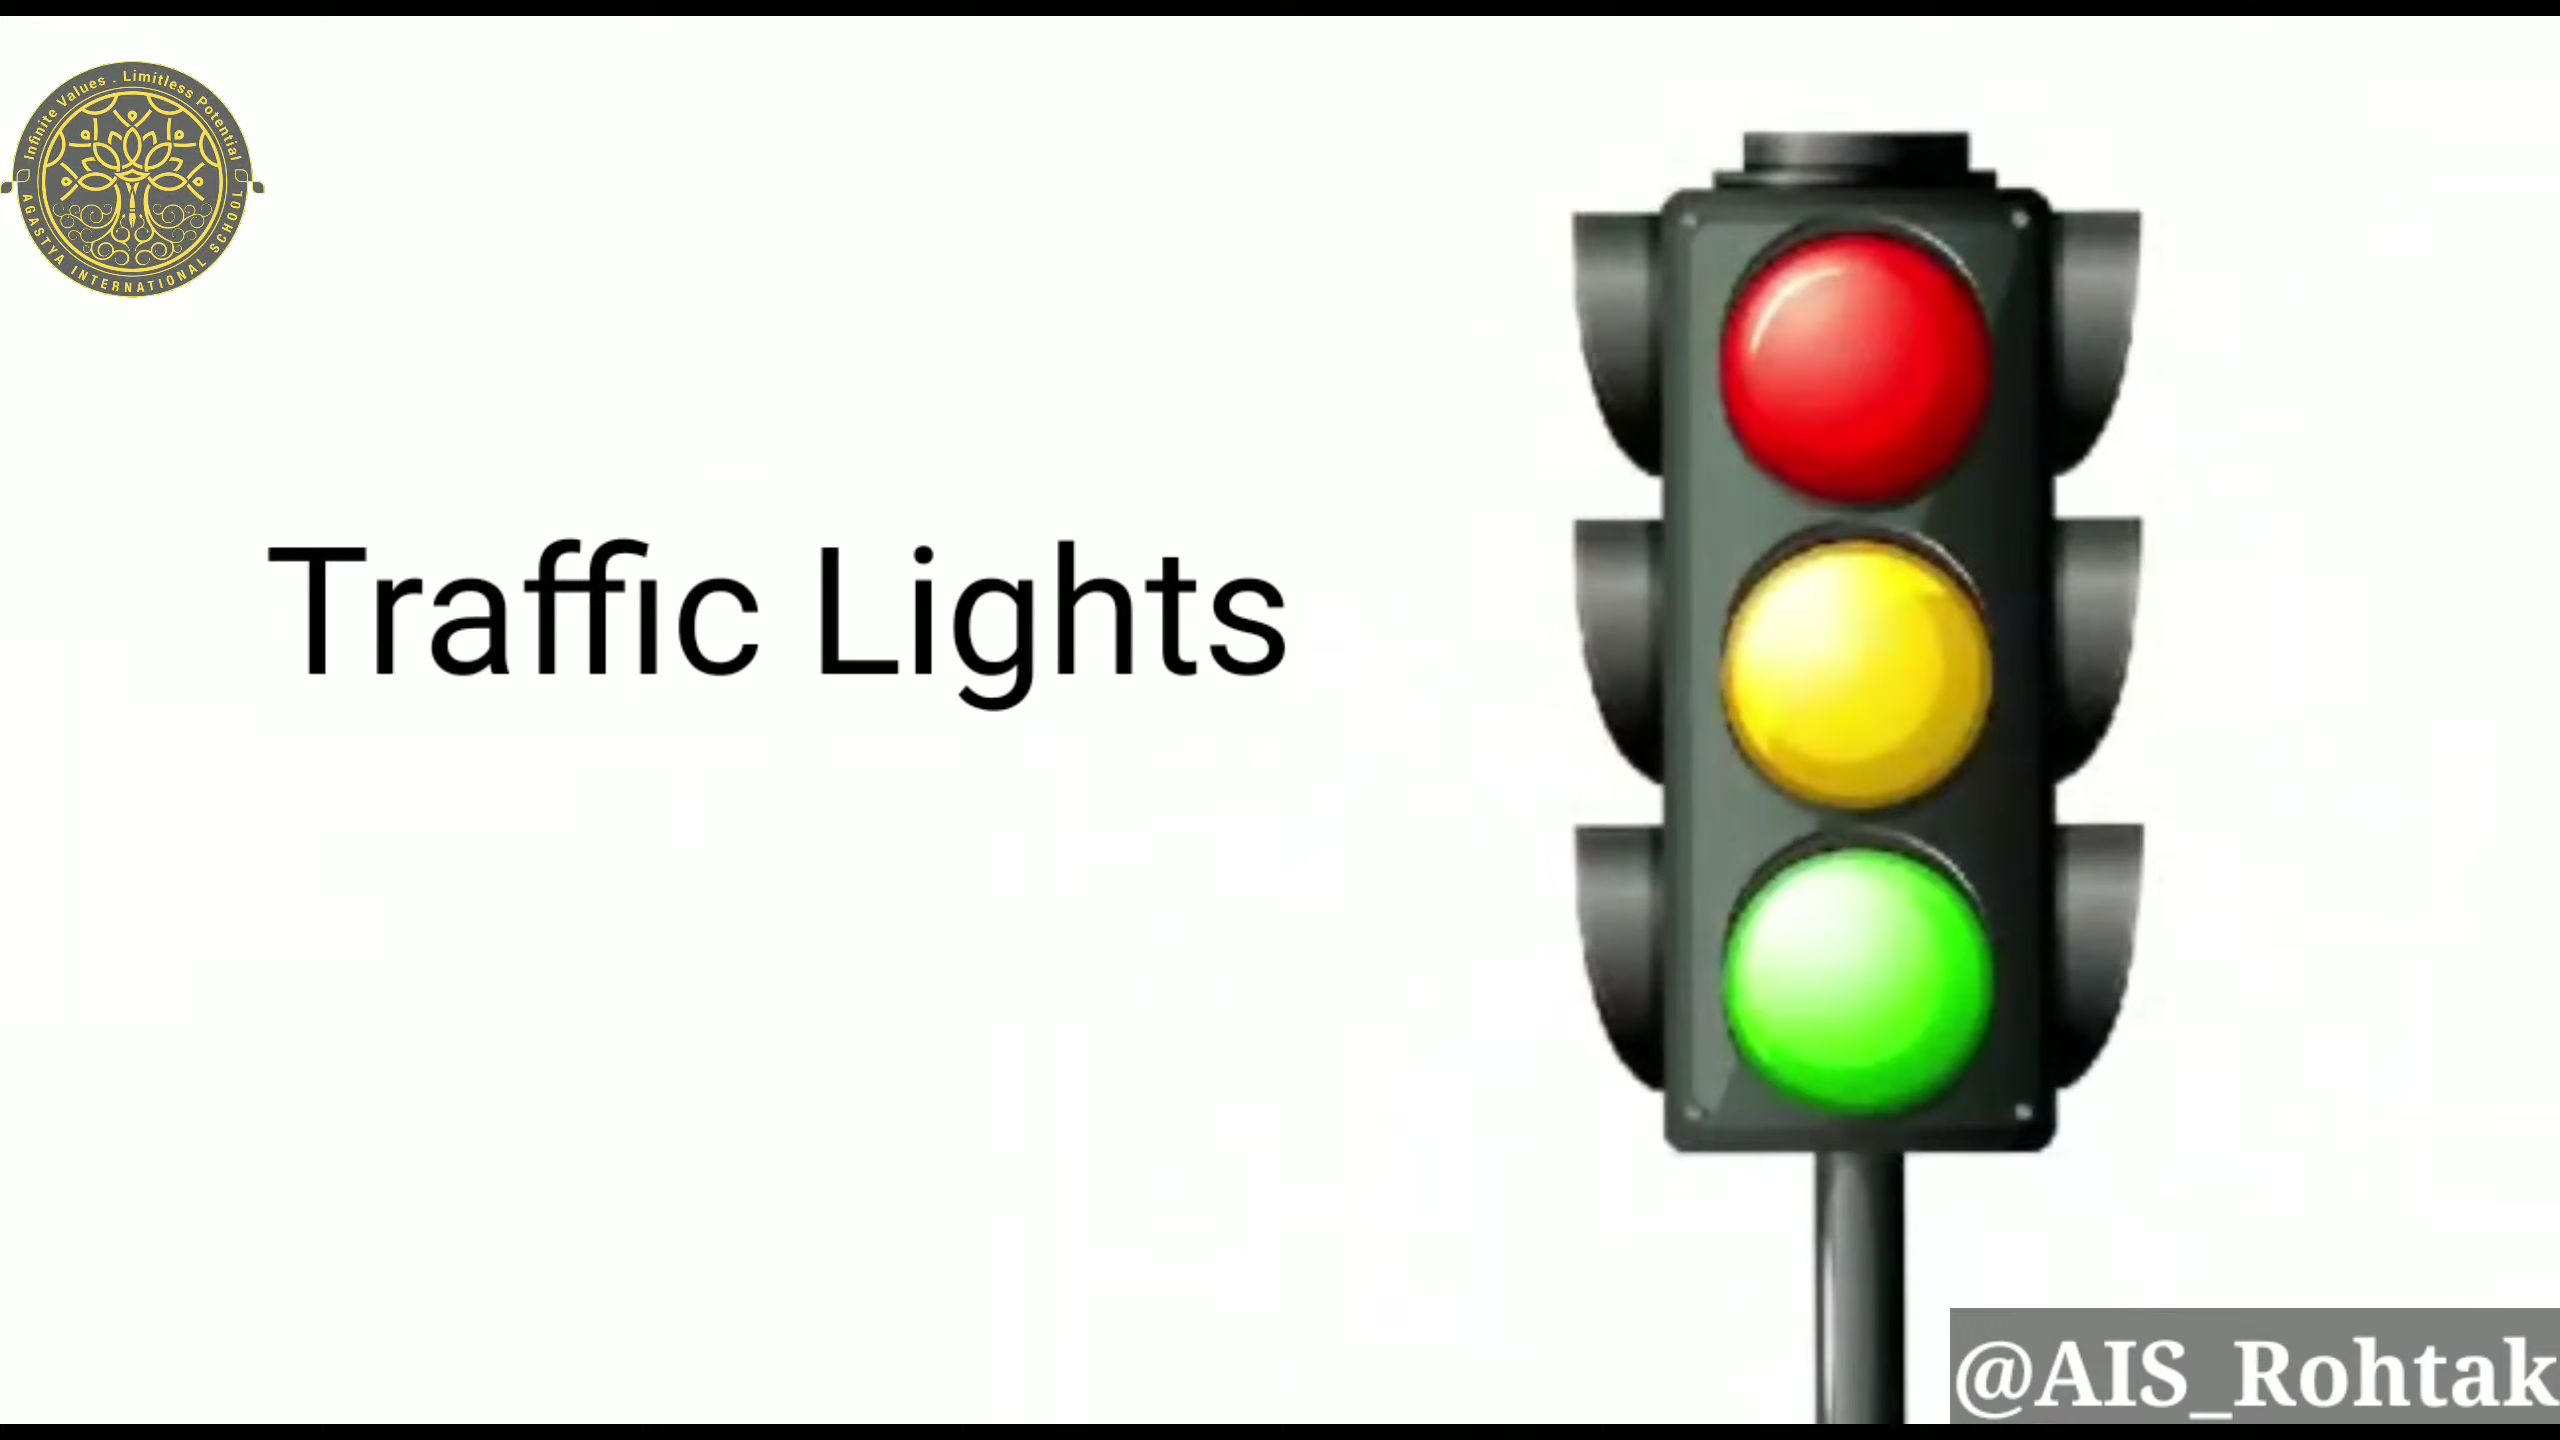 Infinite Values . Limitless Potential
AGASTYA INTERNATIONAL SCHOOL
Traffic Lights
@AIS_Rohtak